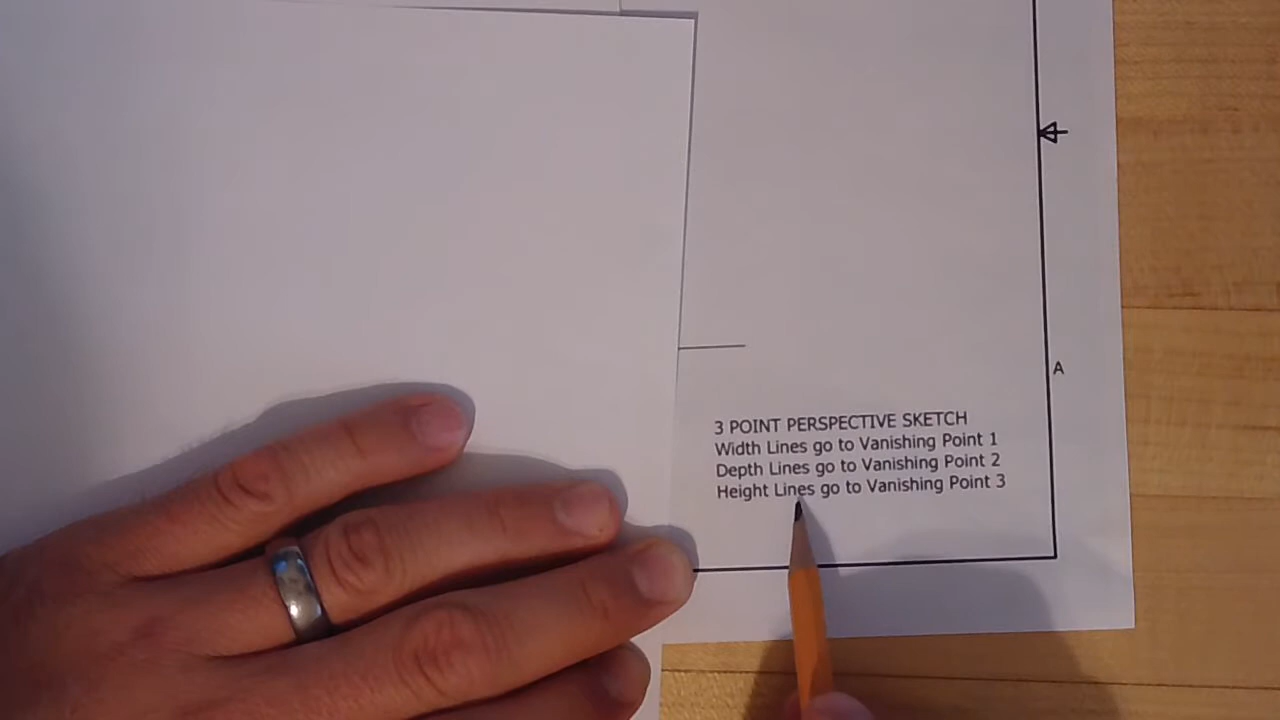 A
3 POINT PERSPECTIVE SKETCH
Width Lines go to Vanishing Point 1
Depth Lines go to Vanishing Point 2
Height Lines go to Vanishing Point 3